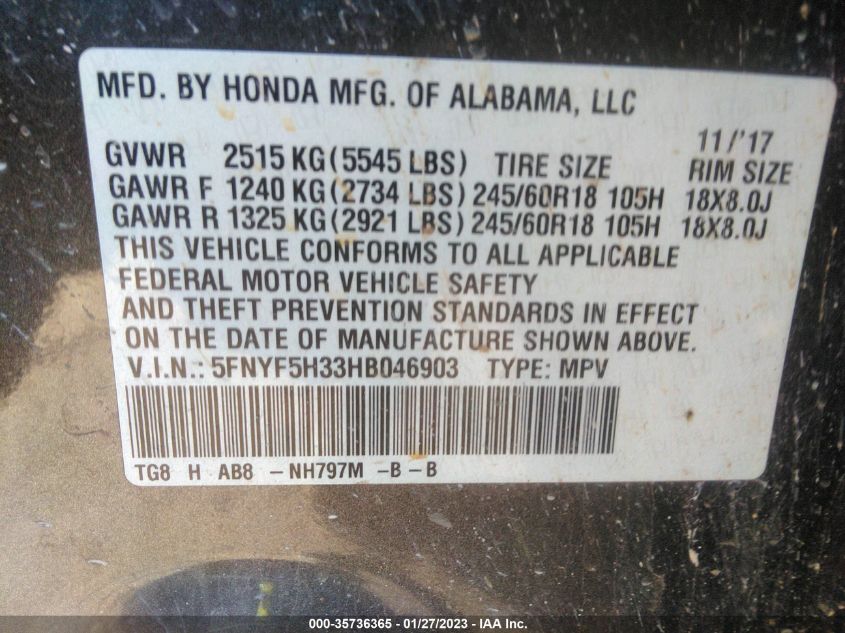 MFD. BY HONDA MFG. OF ALABAMA, LLC
11/'17
GVWR 2515 KG (5545 LBS) TIRE SIZE RIM SIZE
GAWR F 1240 KG (2734 LBS) 245/60R18 105H 18X8.0J
GAWR R 1325 KG (2921 LBS) 245/60R18 105H 18X8.0J
THIS VEHICLE CONFORMS TO ALL APPLICABLE
FEDERAL MOTOR VEHICLE SAFETY
AND THEFT PREVENTION STANDARDS IN EFFECT
ON THE DATE OF MANUFACTURE SHOWN ABOVE.
V.I.N.: 5FNYF5H33HB046903 TYPE: MPV
TG8 H AB8 - NH797M - B - B
000-35736365 - 01/27/2023 - IAA Inc.